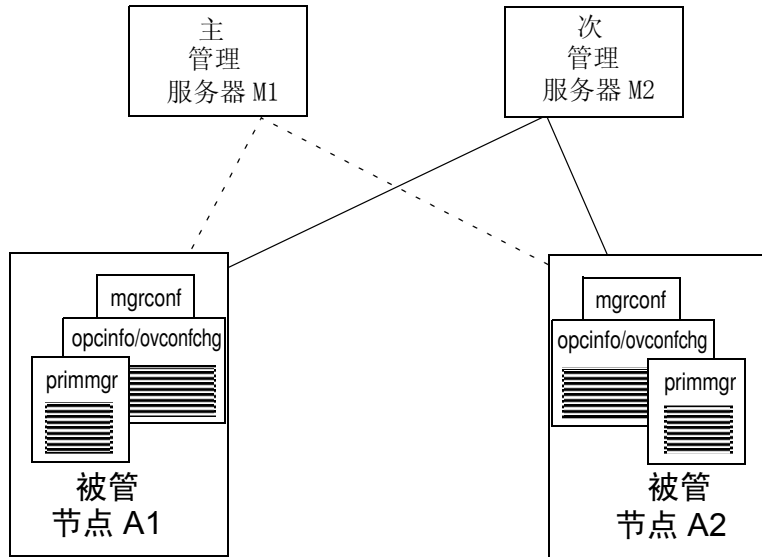 主
管理
服务器 M1
次
管理
服务器 M2
mgrconf
opcinfo/ovconfchg
primmgr
被管
节点 A1
mgrconf
opcinfo/ovconfchg
primmgr
被管
节点 A2